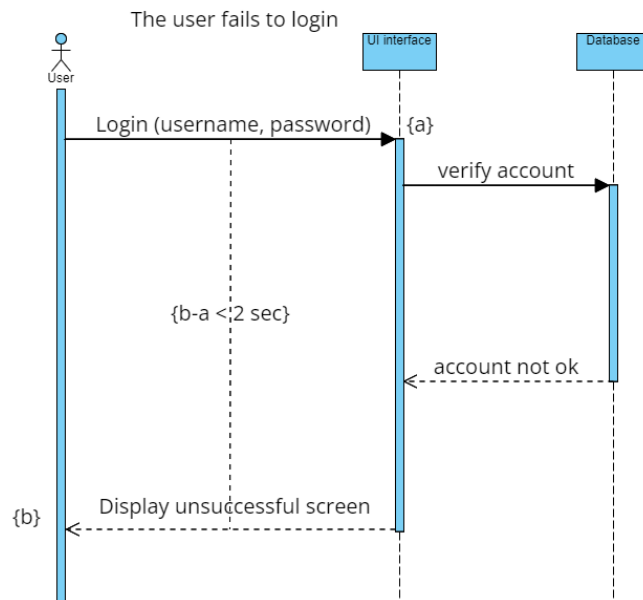 The user fails to login
User
UI interface
Database
Login (username, password)
{a}
verify account
{b-a < 2 sec}
account not ok
Display unsuccessful screen
{b}